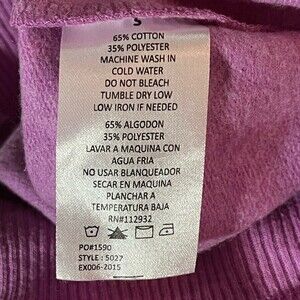 S
65% COTTON
35% POLYESTER
MACHINE WASH IN
COLD WATER
DO NOT BLEACH
TUMBLE DRY LOW
LOW IRON IF NEEDED
65% ALGODON
35% POLYESTER
LAVAR A MAQUINA CON
AGUA FRIA
NO USAR BLANQUEADOR
SECAR EN MAQUINA
PLANCHAR A
TEMPERATURA BAJA
RN#112932
PO#1590
STYLE : 5027
EX006-2015